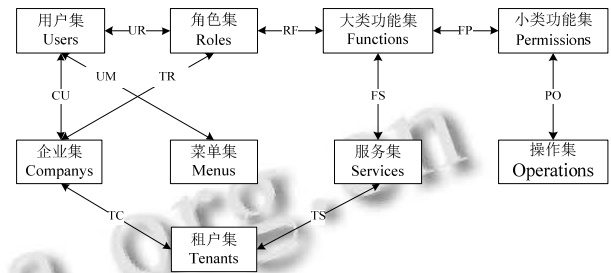 用户集
Users
UR
角色集
Roles
RF
大类功能集
Functions
FP
小类功能集
Permissions
CU
UM
TR
FS
PO
企业集
Companys
菜单集
Menus
服务集
Services
操作集
Operations
TC
租户集
Tenants
TS
org.cn